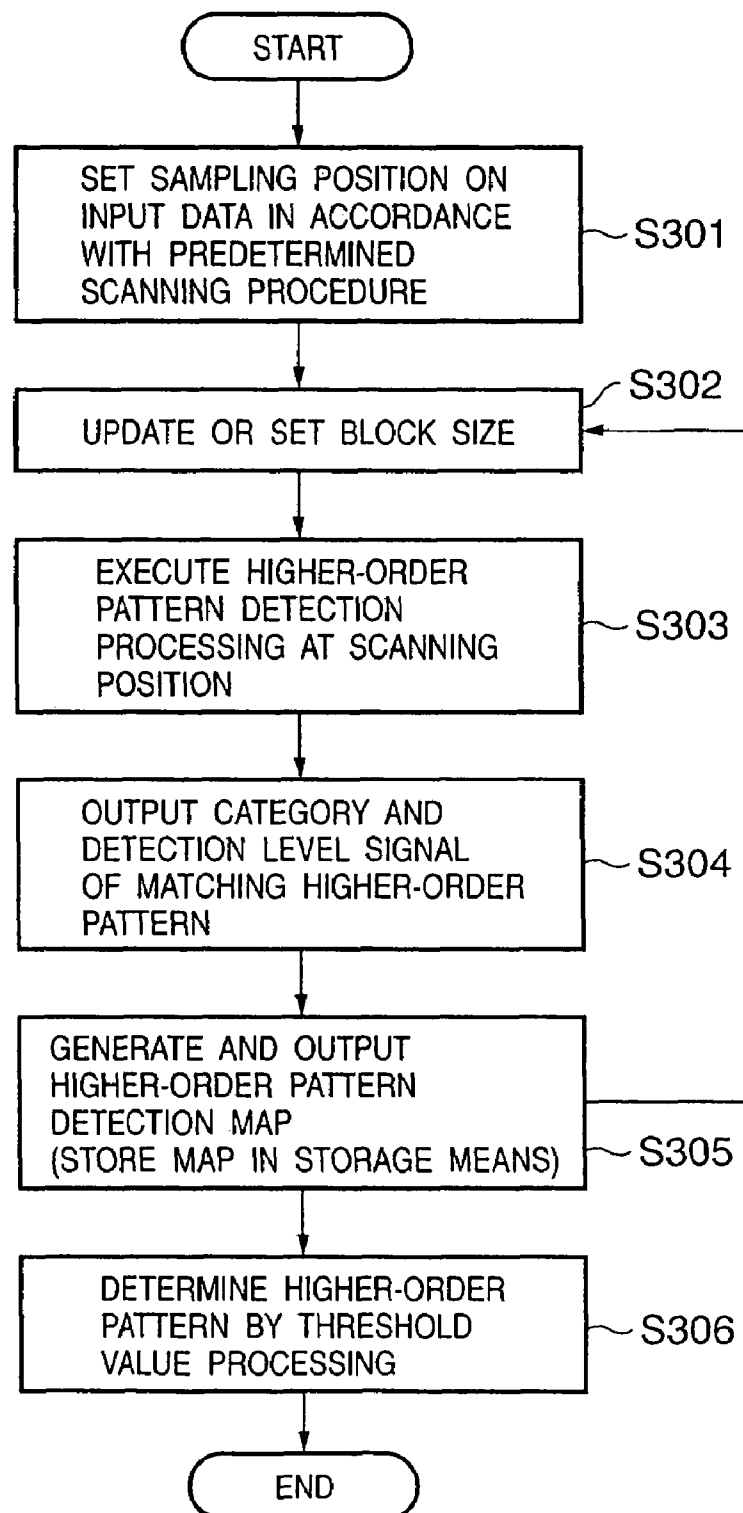 START
SET SAMPLING POSITION ON
INPUT DATA IN ACCORDANCE
WITH PREDETERMINED
SCANNING PROCEDURE
S301
S302
UPDATE OR SET BLOCK SIZE
EXECUTE HIGHER-ORDER
PATTERN DETECTION
PROCESSING AT SCANNING
POSITION
S303
OUTPUT CATEGORY AND
DETECTION LEVEL SIGNAL
OF MATCHING HIGHER-ORDER
PATTERN
S304
GENERATE AND OUTPUT
HIGHER-ORDER PATTERN
DETECTION MAP
(STORE MAP IN STORAGE MEANS)
S305
DETERMINE HIGHER-ORDER
PATTERN BY THRESHOLD
VALUE PROCESSING
S306
END